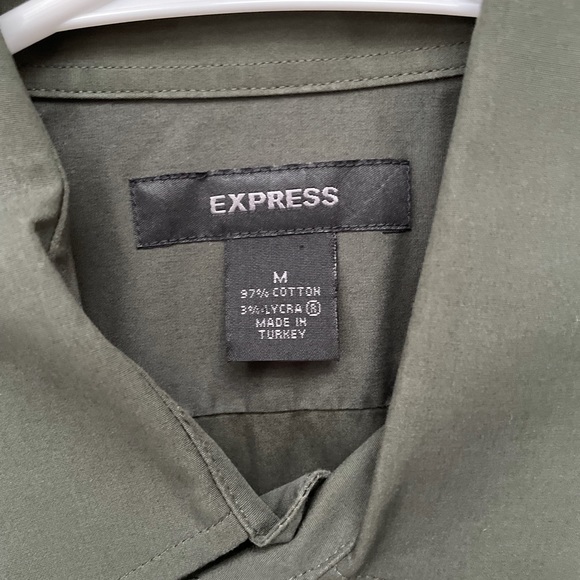 EXPRESS
M
97% COTTON
3% LYCRA ®
MADE IN
TURKEY